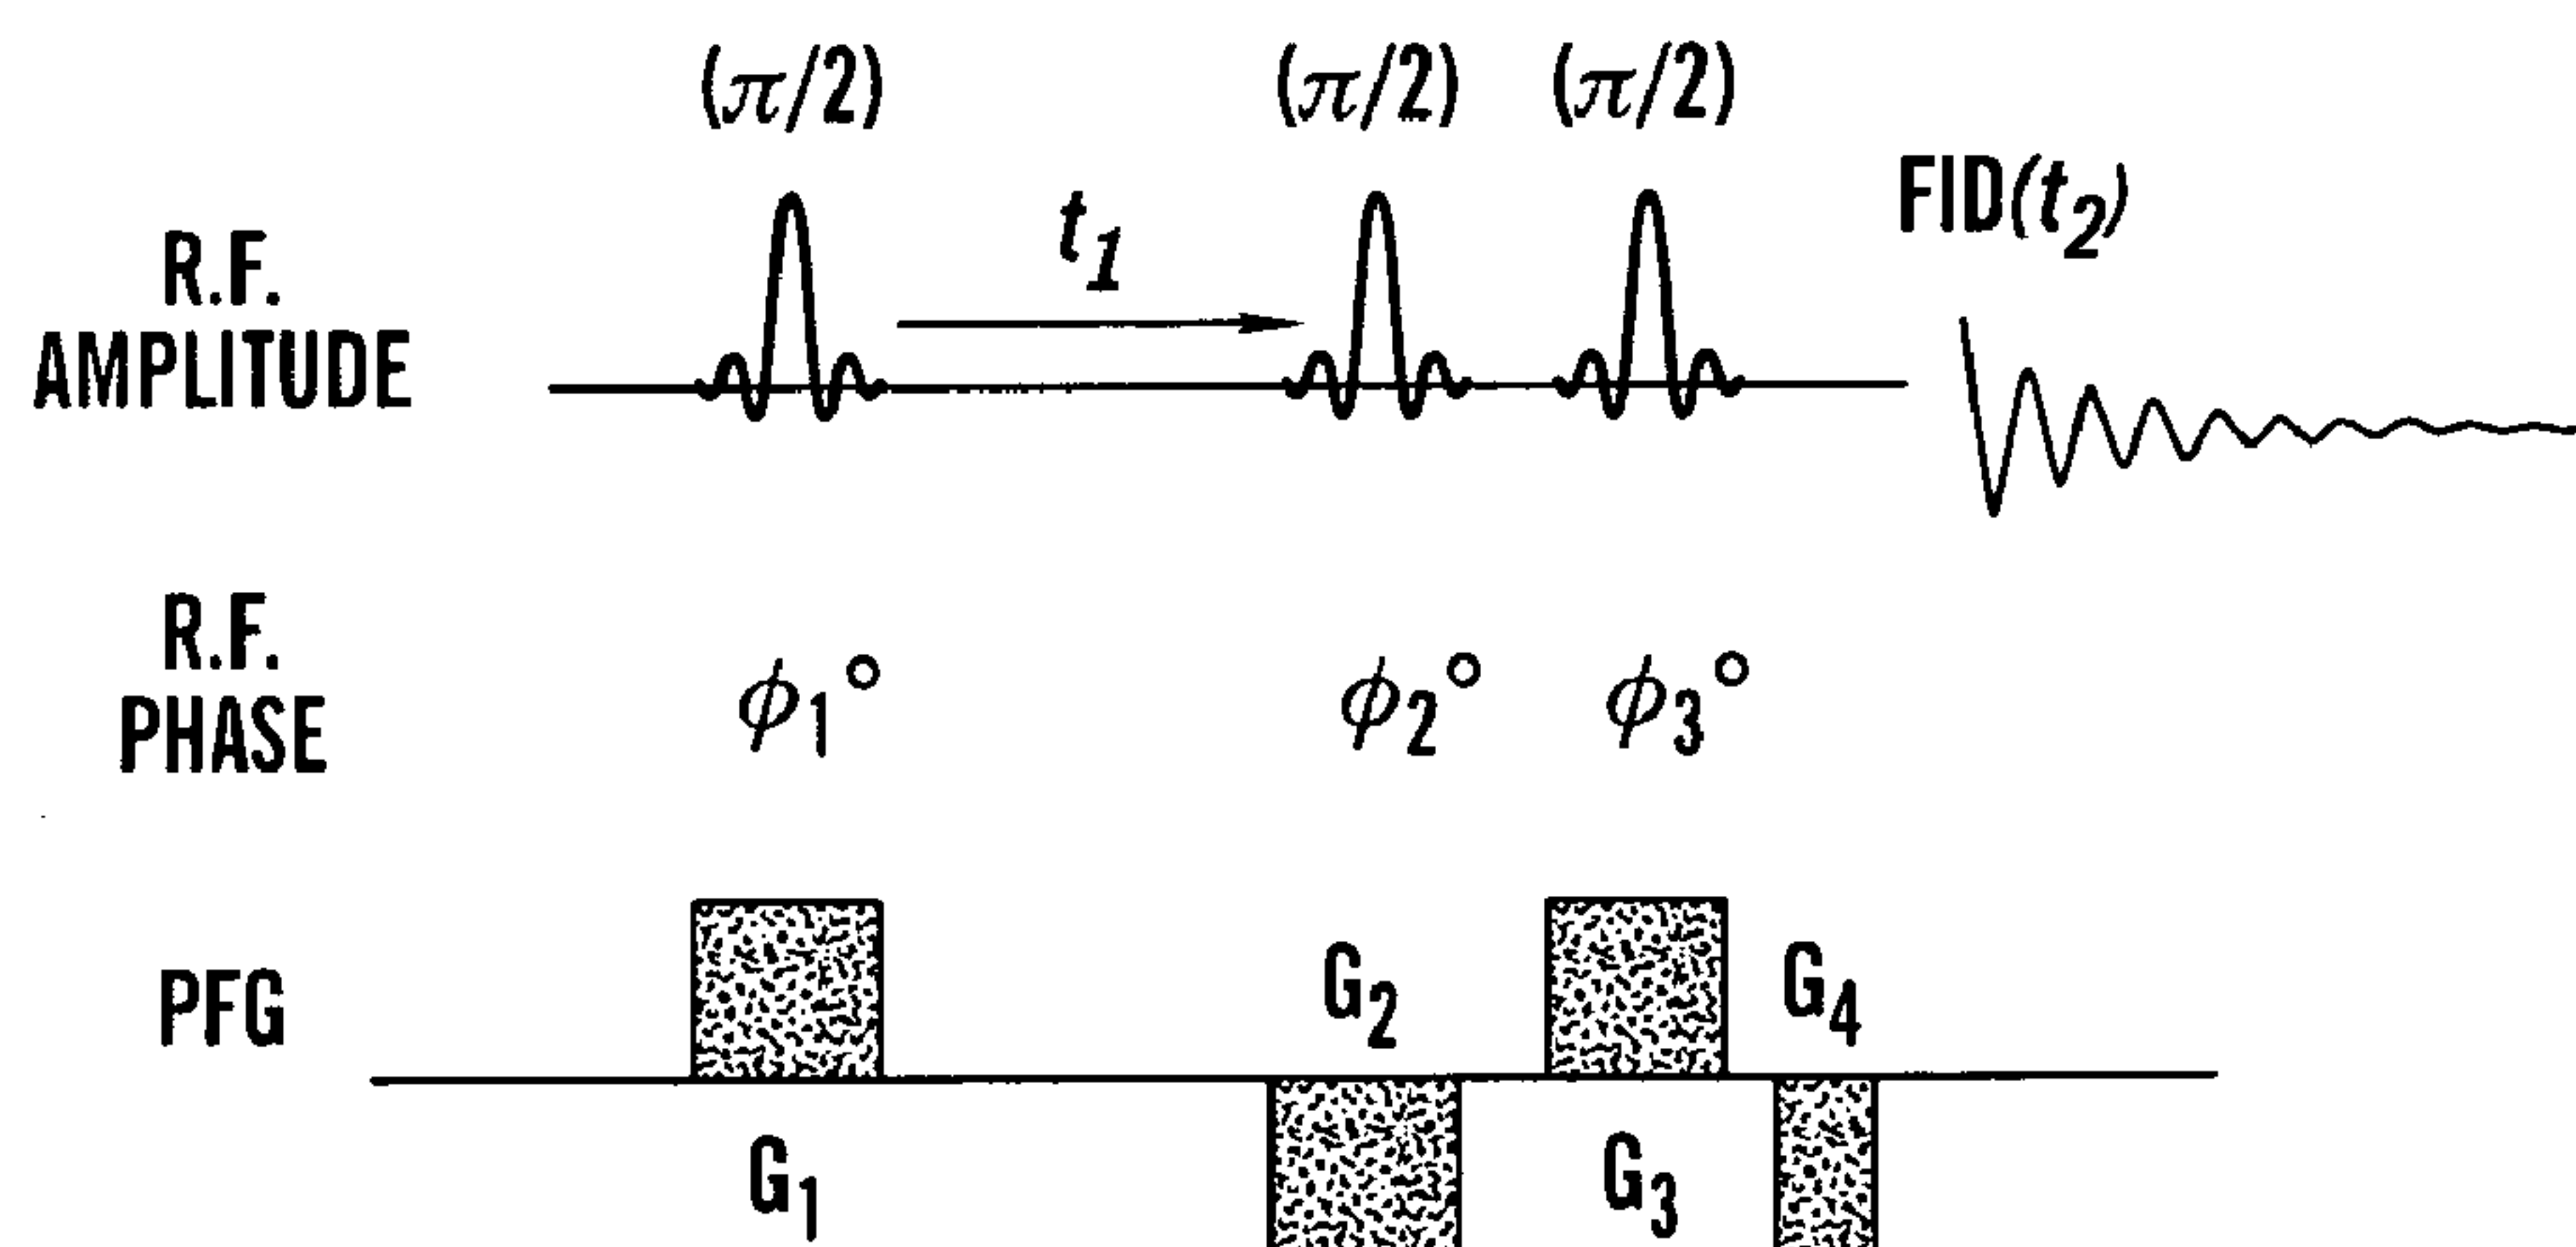 (π/2) (π/2) (π/2)
R.F.
AMPLITUDE
t1
FID(t2)
R.F.
PHASE
ϕ1° ϕ2° ϕ3°
PFG
G1 G2 G3 G4